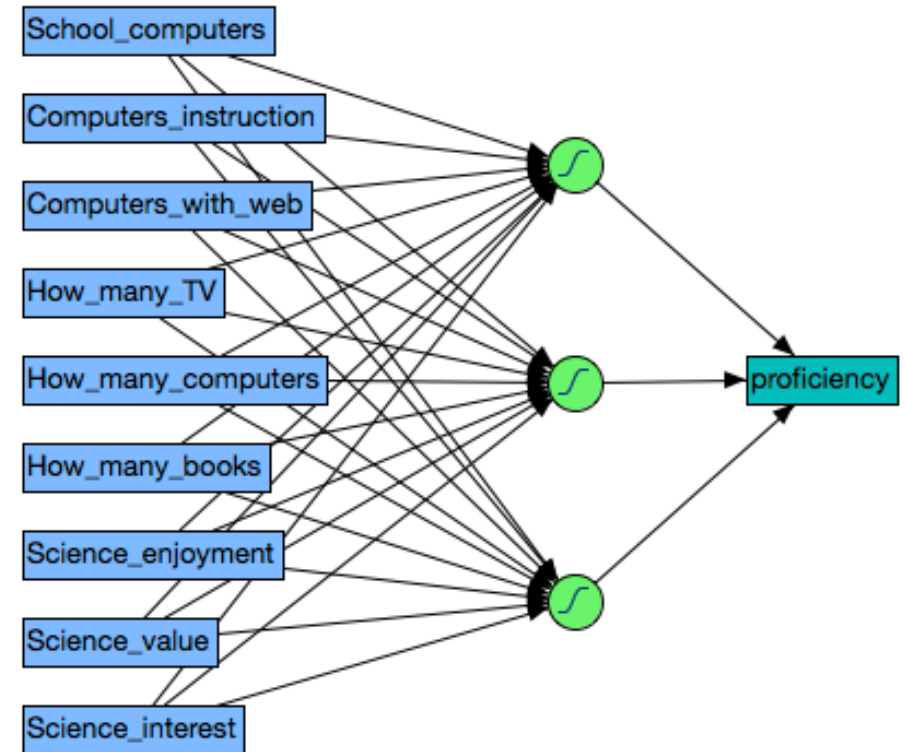 School_computers
Computers_instruction
Computers_with_web
How_many_TV
How_many_computers
proficiency
How_many_books
Science_enjoyment
Science_value
Science_interest